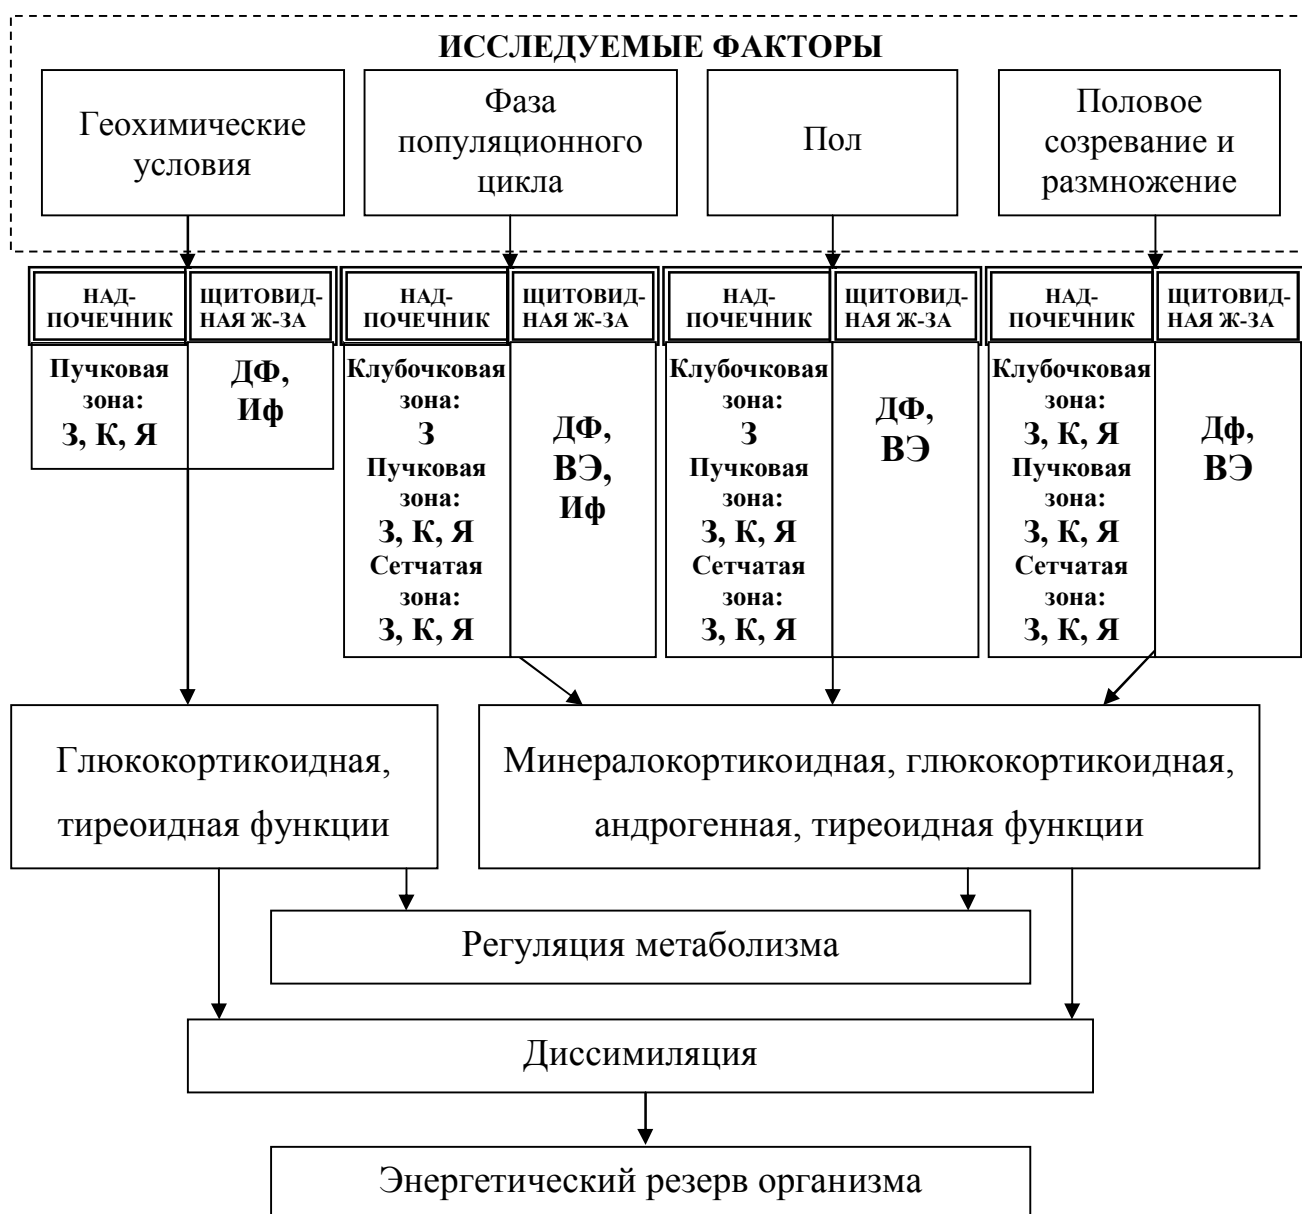 ИССЛЕДУЕМЫЕ ФАКТОРЫ
Геохимические
условия
Фаза
популяционного
цикла
Пол
Половое
созревание и
размножение
НАД-
ПОЧЕЧНИК
ЩИТОВИД-
НАЯ Ж-ЗА
НАД-
ПОЧЕЧНИК
ЩИТОВИД-
НАЯ Ж-ЗА
НАД-
ПОЧЕЧНИК
ЩИТОВИД-
НАЯ Ж-ЗА
НАД-
ПОЧЕЧНИК
ЩИТОВИД-
НАЯ Ж-ЗА
Пучковая
зона:
З, К, Я
ДФ,
Иф
Клубочковая
зона:
З
Пучковая
зона:
З, К, Я
Сетчатая
зона:
З, К, Я
ДФ,
ВЭ,
Иф
Клубочковая
зона:
З
Пучковая
зона:
З, К, Я
Сетчатая
зона:
З, К, Я
ДФ,
ВЭ
Клубочковая
зона:
З, К, Я
Пучковая
зона:
З, К, Я
Сетчатая
зона:
З, К, Я
Дф,
ВЭ
Глюкокортикоидная,
тиреоидная функции
Минералокортикоидная, глюкокортикоидная,
андрогенная, тиреоидная функции
Регуляция метаболизма
Диссимиляция
Энергетический резерв организма